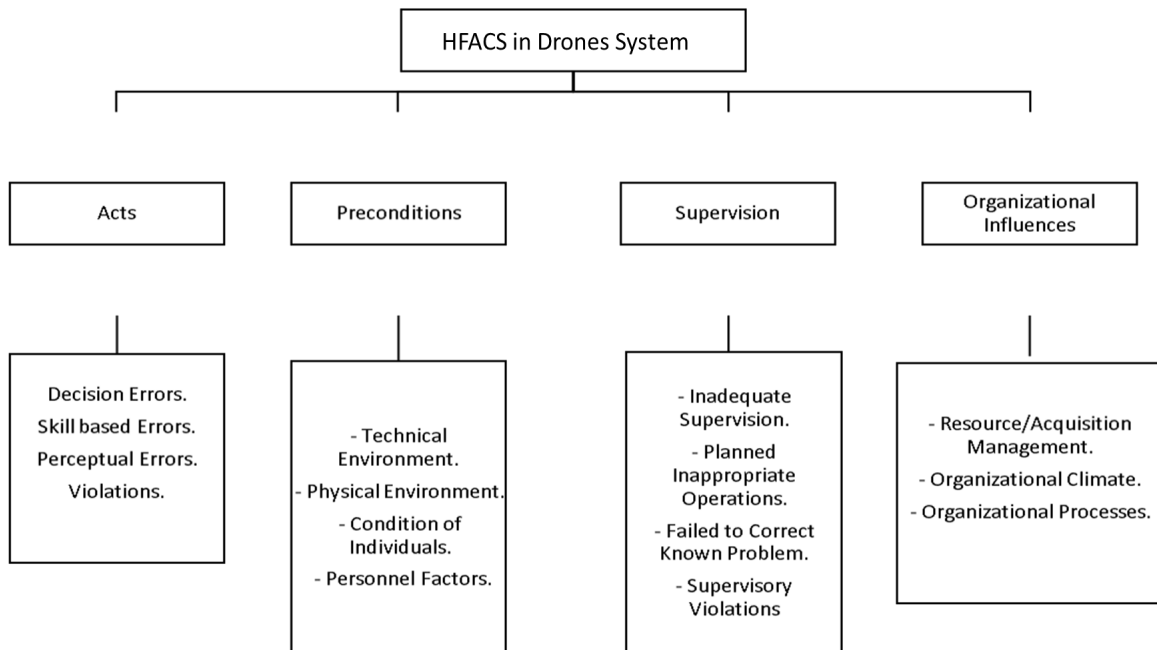 HFACS in Drones System
Acts
Preconditions
Supervision
Organizational
Influences
Decision Errors.
Skill based Errors.
Perceptual Errors.
Violations.
- Technical
Environment.
- Physical Environment.
- Condition of
Individuals.
- Personnel Factors.
- Inadequate
Supervision.
- Planned
Inappropriate
Operations.
- Failed to Correct
Known Problem.
- Supervisory
Violations
- Resource/Acquisition
Management.
- Organizational Climate.
- Organizational Processes.